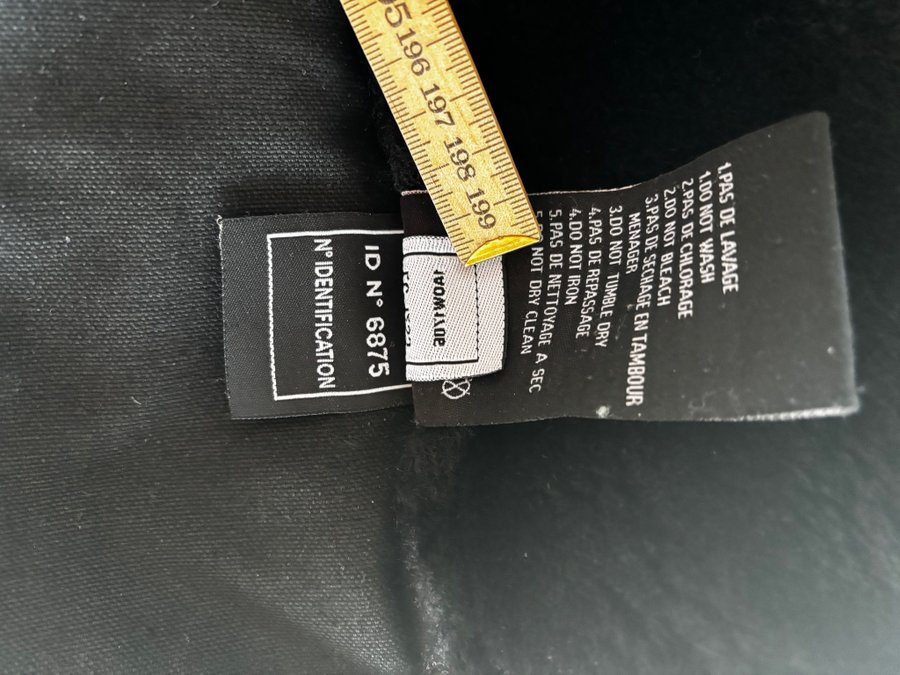 95
196
197
198
199
ID N° 6875
N° IDENTIFICATION
1.PAS DE LAVAGE
1.DO NOT WASH
2.PAS DE CHLORAGE
2.DO NOT BLEACH
3.PAS DE SECHAGE EN TAMBOUR
MENAGER
3.DO NOT TUMBLE DRY
4.PAS DE REPASSAGE
4.DO NOT IRON
5.PAS DE NETTOYAGE A SEC
NOT DRY CLEAN